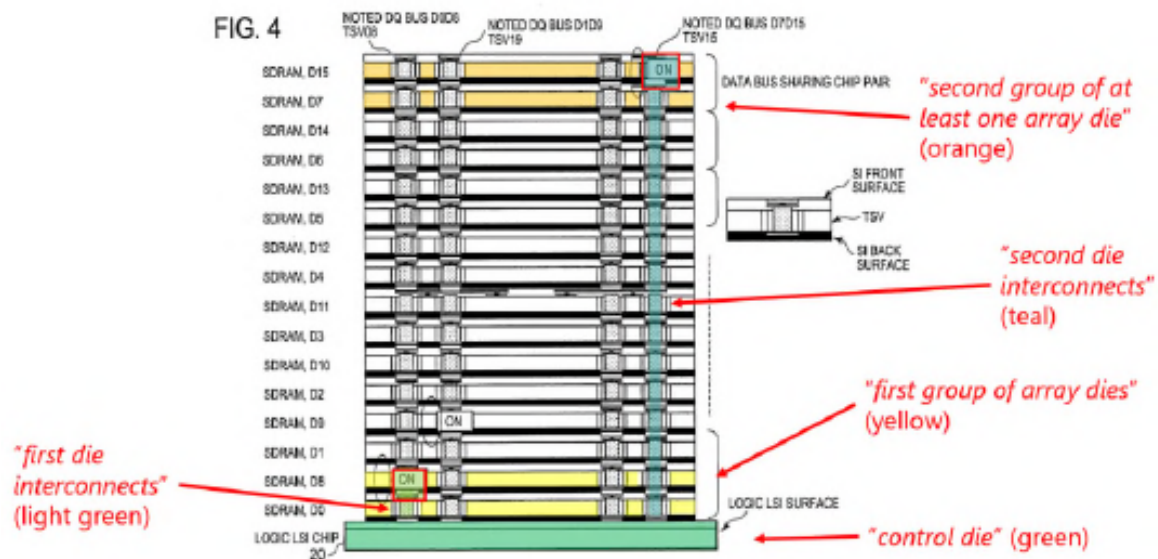 FIG. 4
NOTED DQ BUS D0D8
TSV08
NOTED DQ BUS D1D9
TSV19
NOTED DQ BUS D7D15
TSV15
SDRAM, D15
SDRAM, D7
SDRAM, D14
SDRAM, D6
SDRAM, D13
SDRAM, D5
SDRAM, D12
SDRAM, D4
SDRAM, D11
SDRAM, D3
SDRAM, D10
SDRAM, D2
SDRAM, D9
SDRAM, D1
SDRAM, D8
SDRAM, D0
LOGIC LSI CHIP
20
ON
ON
ON
DATA BUS SHARING CHIP PAIR
"second group of at
least one array die"
(orange)
SI FRONT
SURFACE
TSV
SI BACK
SURFACE
"second die
interconnects"
(teal)
"first group of array dies"
(yellow)
"first die
interconnects"
(light green)
LOGIC LSI SURFACE
"control die" (green)